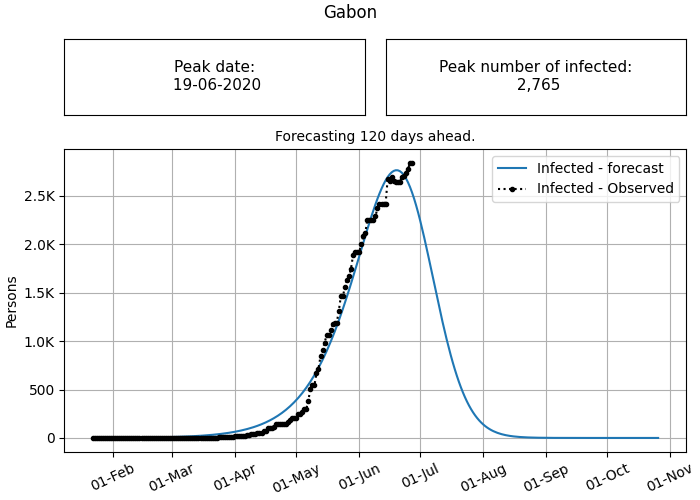 Gabon
Peak date:
19-06-2020
Peak number of infected:
2,765
Forecasting 120 days ahead.
Infected - forecast
Infected - Observed
Persons
2.5K
2.0K
1.5K
1.0K
500
0
01-Feb
01-Mar
01-Apr
01-May
01-Jun
01-Jul
01-Aug
01-Sep
01-Oct
01-Nov